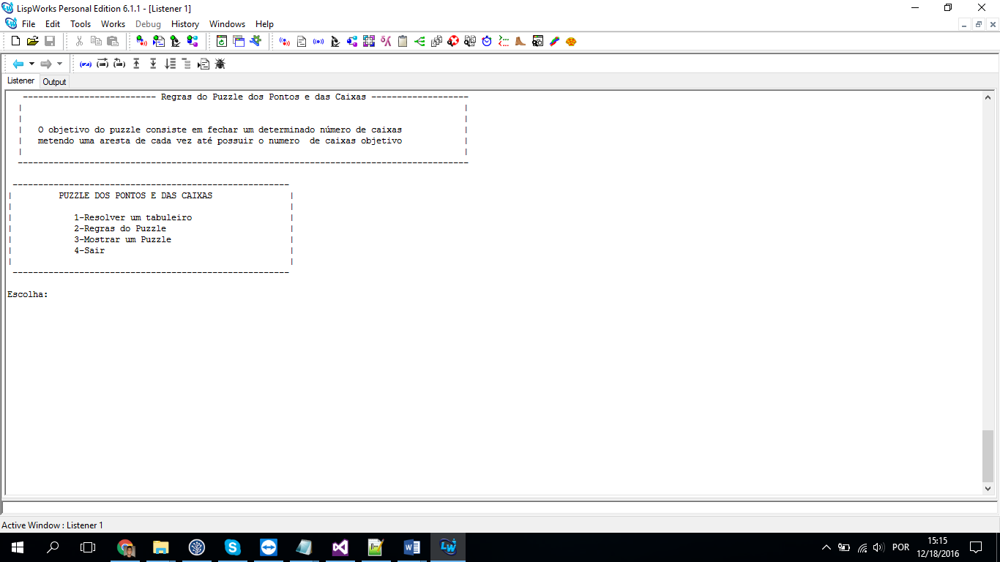 LispWorks Personal Edition 6.1.1 - [Listener 1]
File Edit Tools Works Debug History Windows Help
Listener Output
-------------------------- Regras do Puzzle dos Pontos e das Caixas -------------------
O objetivo do puzzle consiste em fechar um determinado número de caixas
metendo uma aresta de cada vez até possuir o numero  de caixas objetivo
PUZZLE DOS PONTOS E DAS CAIXAS
1-Resolver um tabuleiro
2-Regras do Puzzle
3-Mostrar um Puzzle
4-Sair
Escolha:
Active Window : Listener 1
POR
15:15
12/18/2016